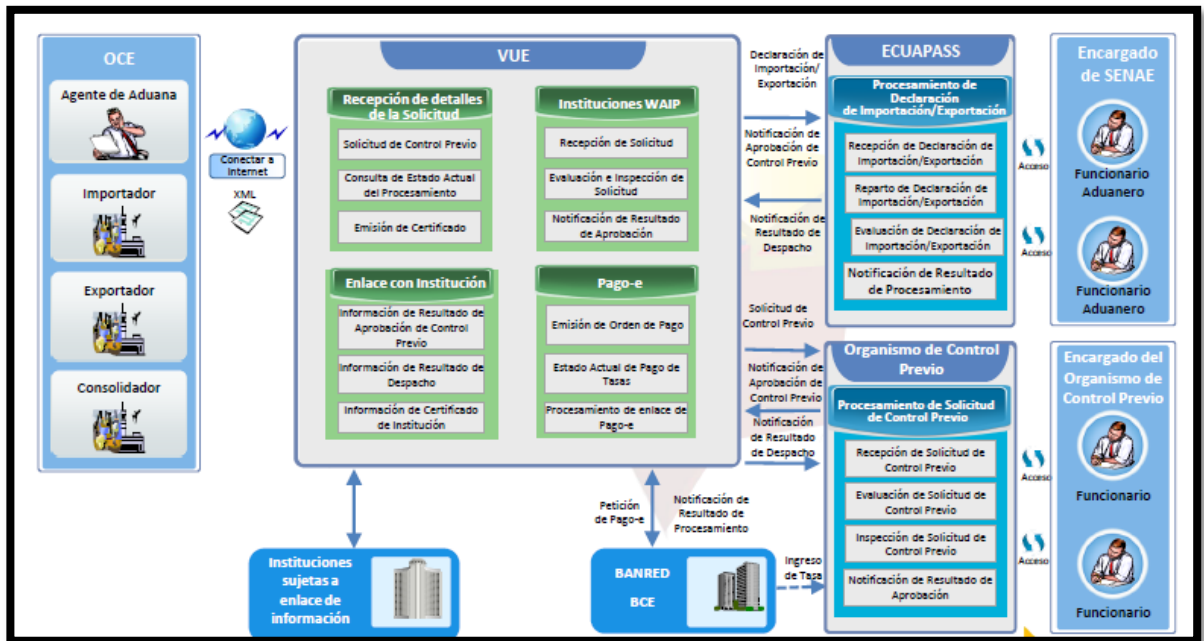 OCE
Agente de Aduana
Importador
Exportador
Consolidador
Conectar a
Internet
XML
VUE
Recepción de detalles
de la Solicitud
Solicitud de Control Previo
Consulta de Estado Actual
del Procesamiento
Emisión de Certificado
Instituciones WAIP
Recepción de Solicitud
Evaluación e Inspección de
Solicitud
Notificación de Resultado
de Aprobación
Enlace con Institución
Información de Resultado de
Aprobación de Control
Previo
Información de Resultado de
Despacho
Información de Certificado
de Institución
Pago-e
Emisión de Orden de Pago
Estado Actual de Pago de
Tasas
Procesamiento de enlace de
Pago-e
Declaración de
Importación/
Exportación
Notificación de
Aprobación de
Control Previo
Notificación de
Resultado de
Despacho
Solicitud de
Control Previo
Notificación de
Aprobación de
Control Previo
Notificación
de Resultado
de Despacho
ECUAPASS
Procesamiento de
Declaración
de Importación/Exportación
Recepción de Declaración de
Importación/Exportación
Reparto de Declaración de
Importación/Exportación
Evaluación de Declaración de
Importación/Exportación
Notificación de Resultado
de Procesamiento
Acceso
Acceso
Encargado
de SENAE
Funcionario
Aduanero
Funcionario
Aduanero
Organismo de Control
Previo
Procesamiento de Solicitud
de Control Previo
Recepción de Solicitud de
Control Previo
Evaluación de Solicitud de
Control Previo
Inspección de Solicitud de
Control Previo
Notificación de Resultado de
Aprobación
Acceso
Acceso
Encargado del
Organismo de
Control Previo
Funcionario
Funcionario
Petición
de Pago-e
Notificación de
Resultado de
Procesamiento
Instituciones
sujetas a
enlace de
información
BANRED
BCE
Ingreso
de Tasa